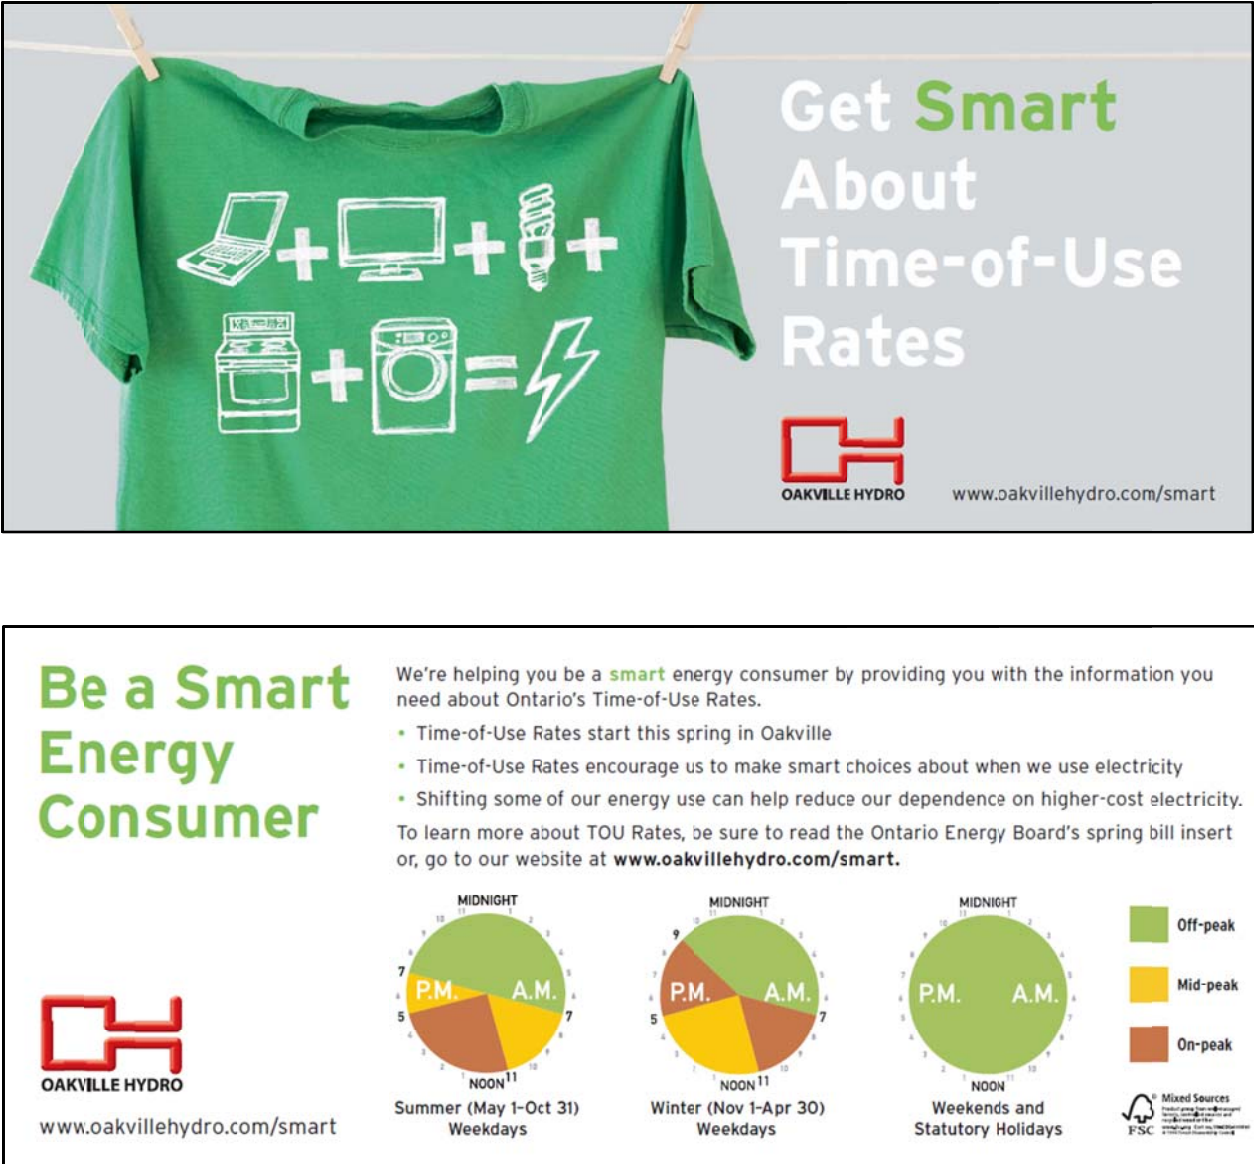 Get Smart
About
Time-of-Use
Rates
OAKVILLE HYDRO
www.oakvillehydro.com/smart
Be a Smart
Energy
Consumer
We're helping you be a smart energy consumer by providing you with the information you
need about Ontario's Time-of-Use Rates.
• Time-of-Use Rates start this spring in Oakville
• Time-of-Use Rates encourage us to make smart choices about when we use electricity
• Shifting some of our energy use can help reduce our dependence on higher-cost electricity.
To learn more about TOU Rates, be sure to read the Ontario Energy Board's spring bill insert
or, go to our website at www.oakvillehydro.com/smart.
MIDNIGHT
7
5
P.M.
A.M.
7
NOON 11
Summer (May 1-Oct 31)
Weekdays
MIDNIGHT
9
5
P.M.
A.M.
7
NOON 11
Winter (Nov 1-Apr 30)
Weekdays
MIDNIGHT
P.M.
A.M.
NOON
Weekends and
Statutory Holidays
Off-peak
Mid-peak
On-peak
OAKVILLE HYDRO
www.oakvillehydro.com/smart
FSC
Mixed Sources